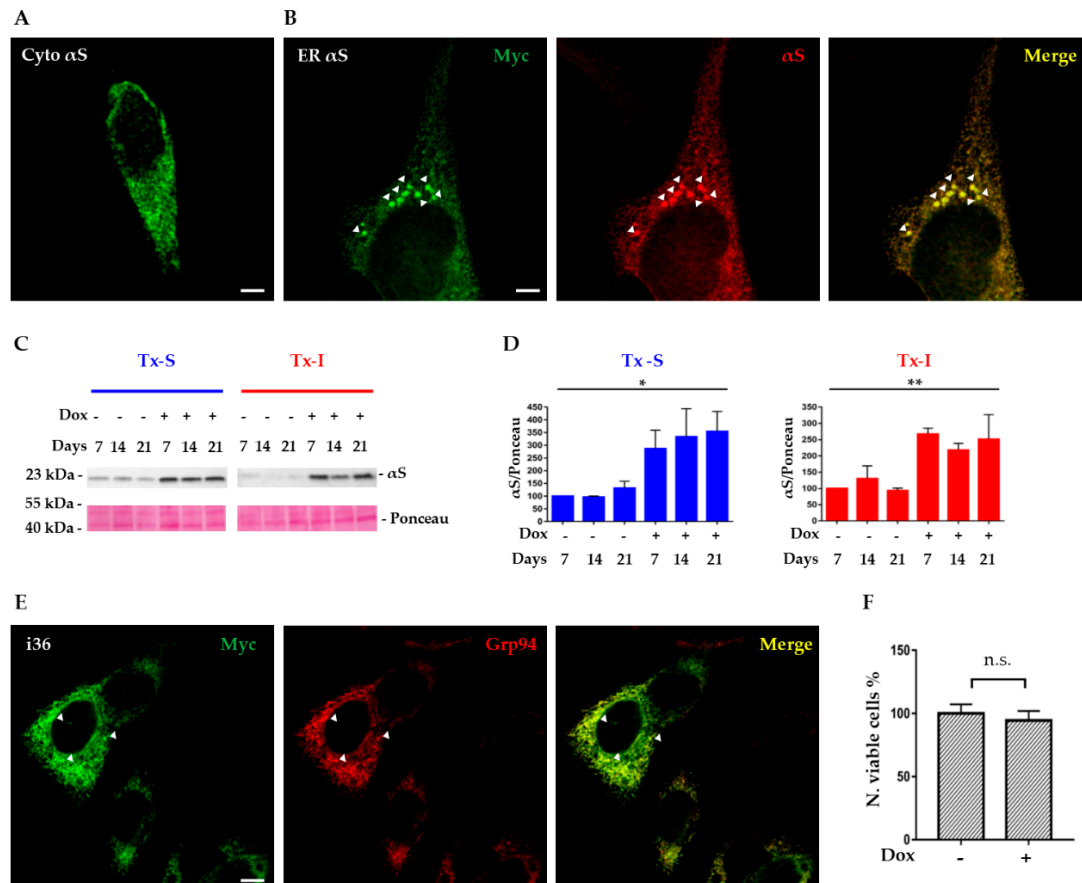 A
B
Cyto αS
ER αS
Myc
αS
Merge
C
Tx-S
Tx-I
Dox - - - + + + - - - + + +
Days 7 14 21 7 14 21 7 14 21 7 14 21
23 kDa -
- αS
55 kDa -
40 kDa -
- Ponceau
D
Tx -S
*
αS/Ponceau
450
400
350
300
250
200
150
100
50
0
Dox - - - + + +
Days 7 14 21 7 14 21
Tx-I
**
αS/Ponceau
350
300
250
200
150
100
50
0
Dox - - - + + +
Days 7 14 21 7 14 21
E
i36
Myc
Grp94
Merge
F
n.s.
N. viable cells %
150
100
50
0
Dox - +